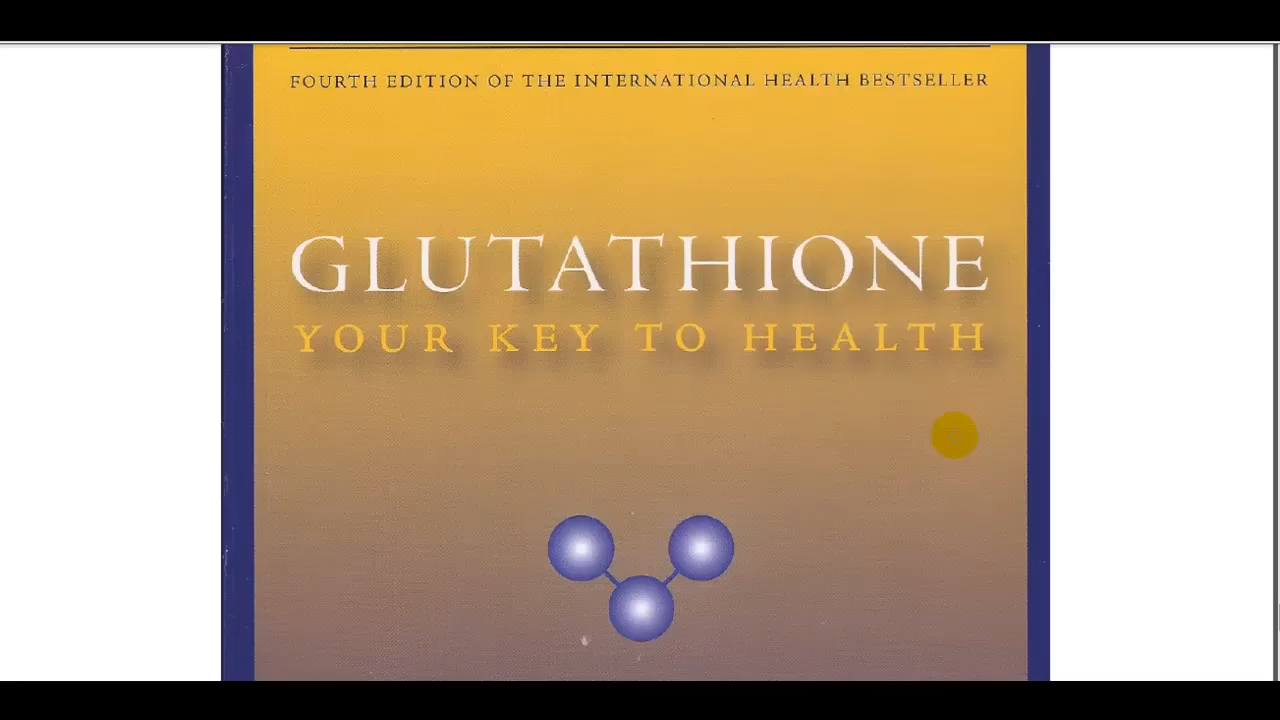 FOURTH EDITION OF THE INTERNATIONAL HEALTH BESTSELLER
GLUTATHIONE
YOUR KEY TO HEALTH